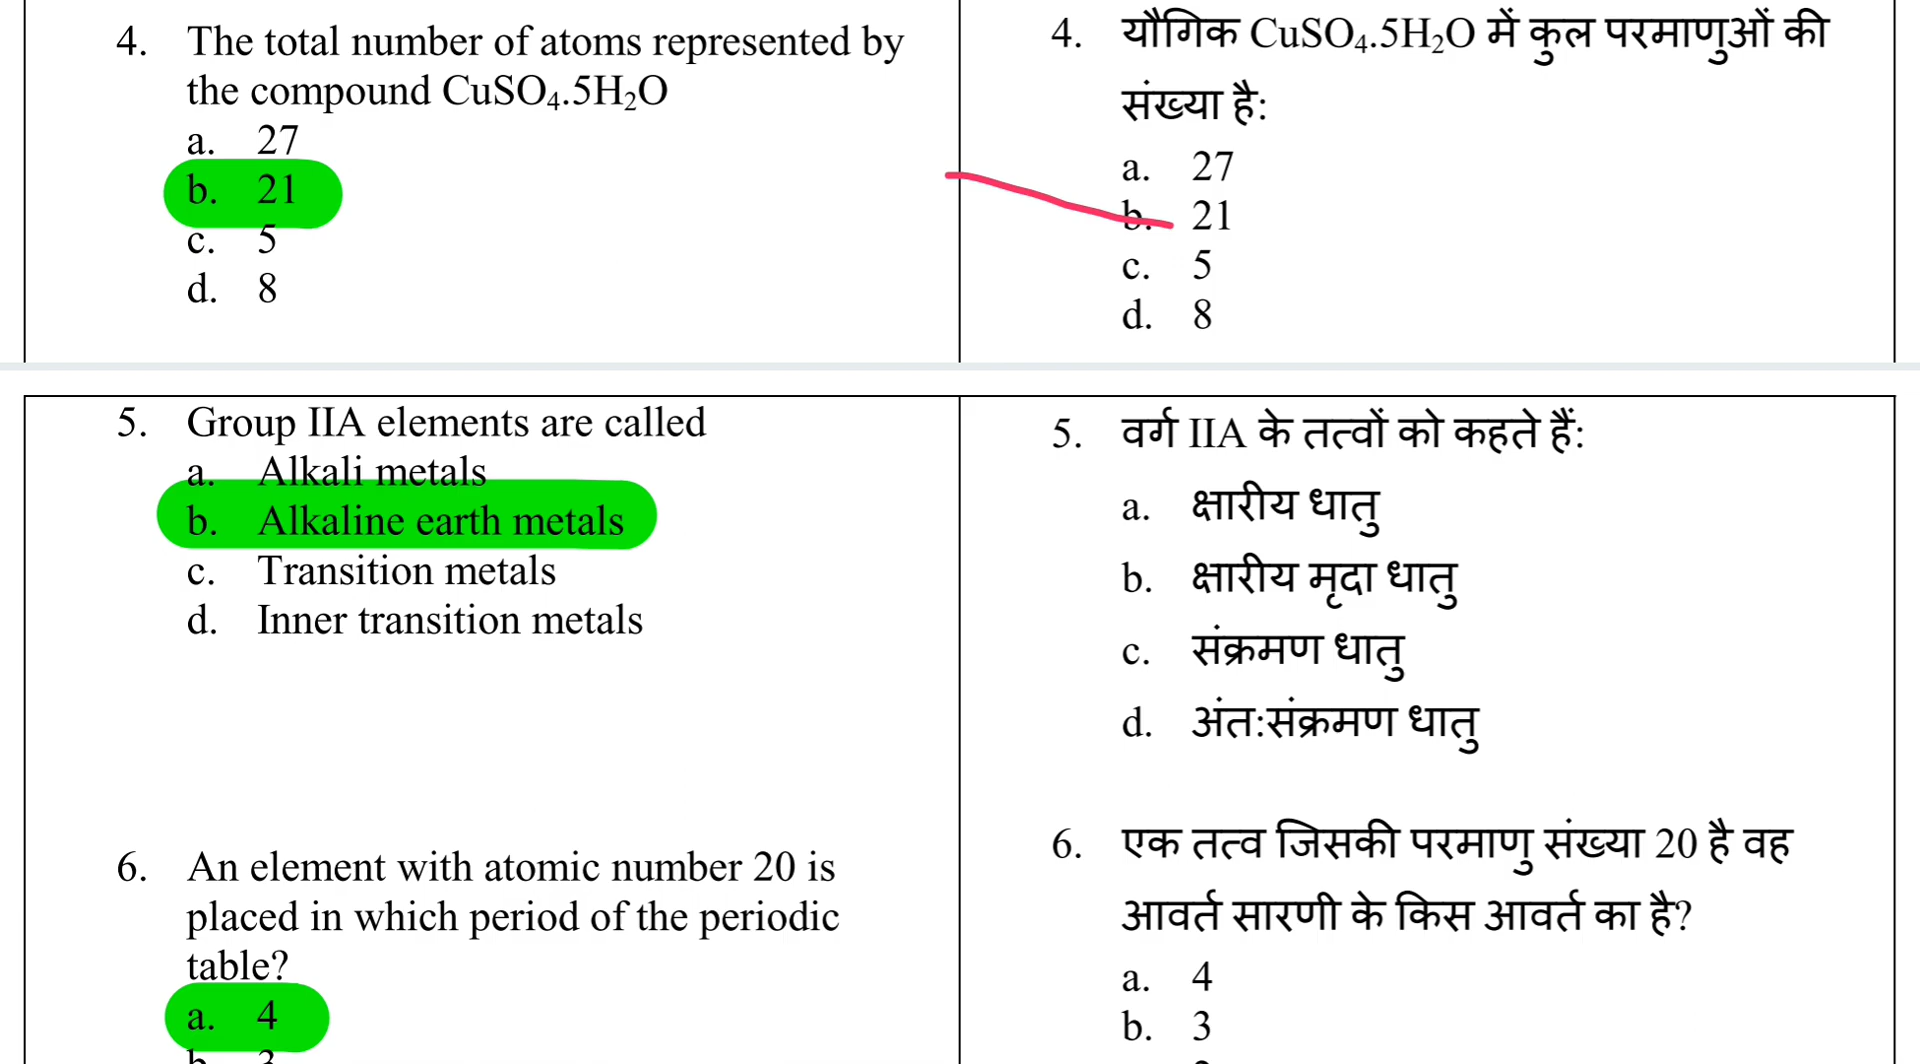 4. The total number of atoms represented by
the compound CuSO₄.5H₂O
a. 27
b. 21
c. 5
d. 8
4. यौगिक CuSO₄.5H₂O में कुल परमाणुओं की
संख्या है:
a. 27
b. 21
c. 5
d. 8
5. Group IIA elements are called
a. Alkali metals
b. Alkaline earth metals
c. Transition metals
d. Inner transition metals
5. वर्ग IIA के तत्वों को कहते हैं:
a. क्षारीय धातु
b. क्षारीय मृदा धातु
c. संक्रमण धातु
d. अंत:संक्रमण धातु
6. An element with atomic number 20 is
placed in which period of the periodic
table?
a. 4
6. एक तत्व जिसकी परमाणु संख्या 20 है वह
आवर्त सारणी के किस आवर्त का है?
a. 4
b. 3